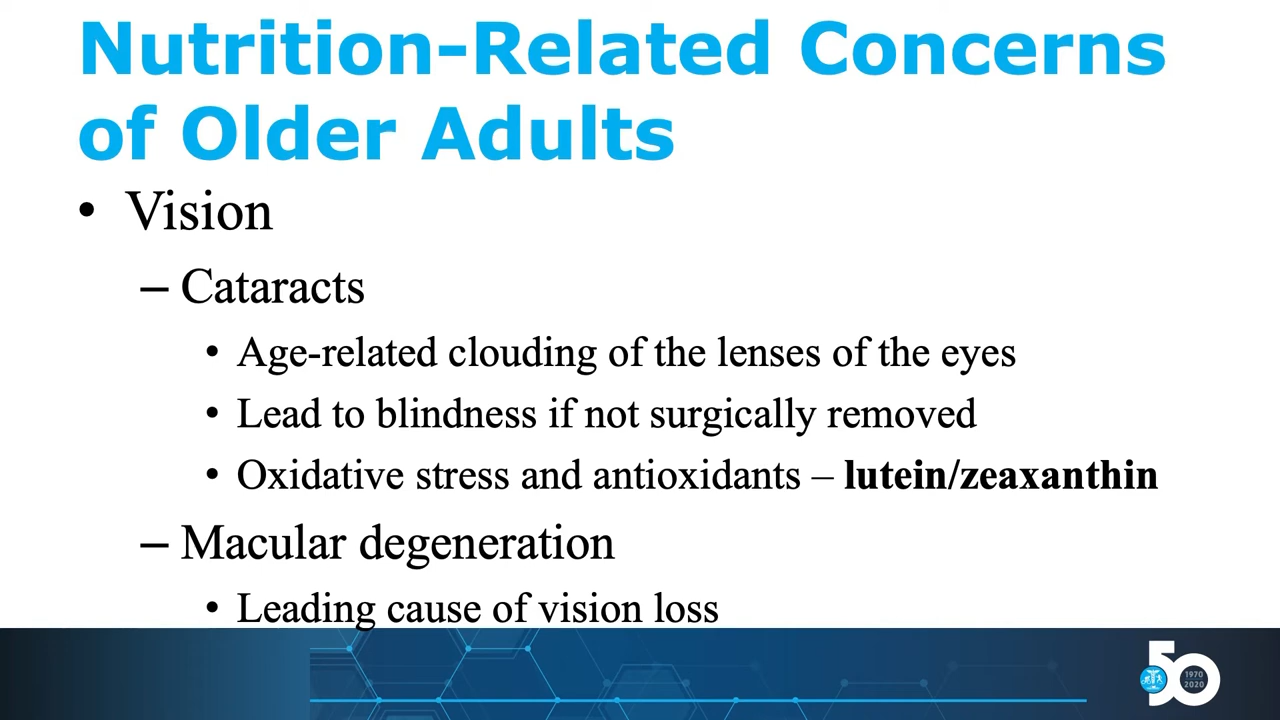 Nutrition-Related Concerns
of Older Adults
• Vision
– Cataracts
• Age-related clouding of the lenses of the eyes
• Lead to blindness if not surgically removed
• Oxidative stress and antioxidants – lutein/zeaxanthin
– Macular degeneration
• Leading cause of vision loss
50
1970
2020